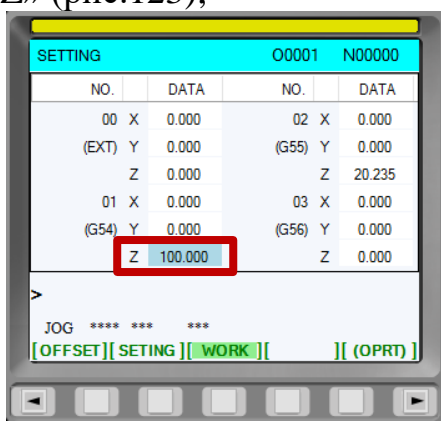 Z» (рис.123);
SETTING O0001 N00000
NO. DATA NO. DATA
00 X 0.000 02 X 0.000
(EXT) Y 0.000 (G55) Y 0.000
Z 0.000 Z 20.235
01 X 0.000 03 X 0.000
(G54) Y 0.000 (G56) Y 0.000
Z 100.000 Z 0.000
>
JOG **** *** ***
[OFFSET][ SETING ][ WORK ][ ][ (OPRT) ]